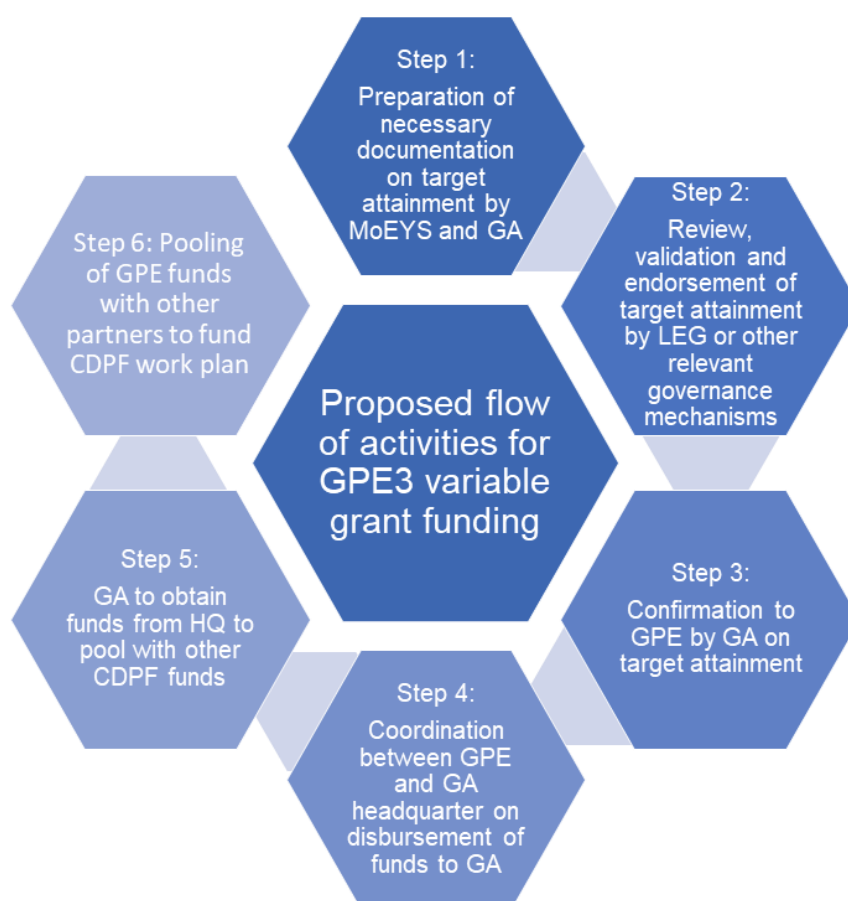 Step 1:
Preparation of
necessary
documentation
on target
attainment by
MoEYS and GA
Step 2:
Review,
validation and
endorsement of
target attainment
by LEG or other
relevant
governance
mechanisms
Step 3:
Confirmation to
GPE by GA on
target attainment
Step 4:
Coordination
between GPE
and GA
headquarter on
disbursement of
funds to GA
Step 5:
GA to obtain
funds from HQ to
pool with other
CDPF funds
Step 6: Pooling
of GPE funds
with other
partners to fund
CDPF work plan
Proposed flow
of activities for
GPE3 variable
grant funding